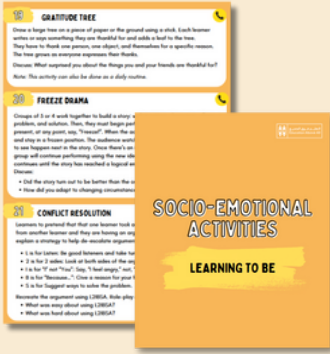 19 GRATITUDE TREE
Draw a large tree on a piece of paper or the ground using a stick. Each learner
writes or says something they are thankful for and adds a leaf to the tree.
They have to thank one person, one object, and themselves for a specific reason.
The tree grows as everyone expresses their thanks.
Discuss: What surprised you about the things you and your friends are thankful for?
Note: This activity can also be done as a daily routine.
20 FREEZE DRAMA
Groups of 3 or 4 work together to build a story:
problem, and solution. Then, they must begin
present, at any point, say, "Freeze!". When the
and stay in a frozen position. The audience
to see happen next in the story. Once there's an
group will continue performing using the new
continues until the story has reached a logical
Discuss:
• Did the story turn out to be better than the
• How did you adapt to changing
21 CONFLICT RESOLUTION
Learners to pretend that that one learner took
from another learner and they are having an
explain a strategy to help de-escalate
• L is for Listen: Be good listeners and take
• 2 is for 2 sides: Look at both sides of the
• I is for "I" not "You": Say, "I feel angry,"
• B is for "Because...": Give a reason for your
• S is for Suggest ways to solve the problem.
Recreate the argument using L2IBSA. Role-play
• What was easy about using L2IBSA?
• What was hard about using L2IBSA?
SOCIO-EMOTIONAL
ACTIVITIES
LEARNING TO BE